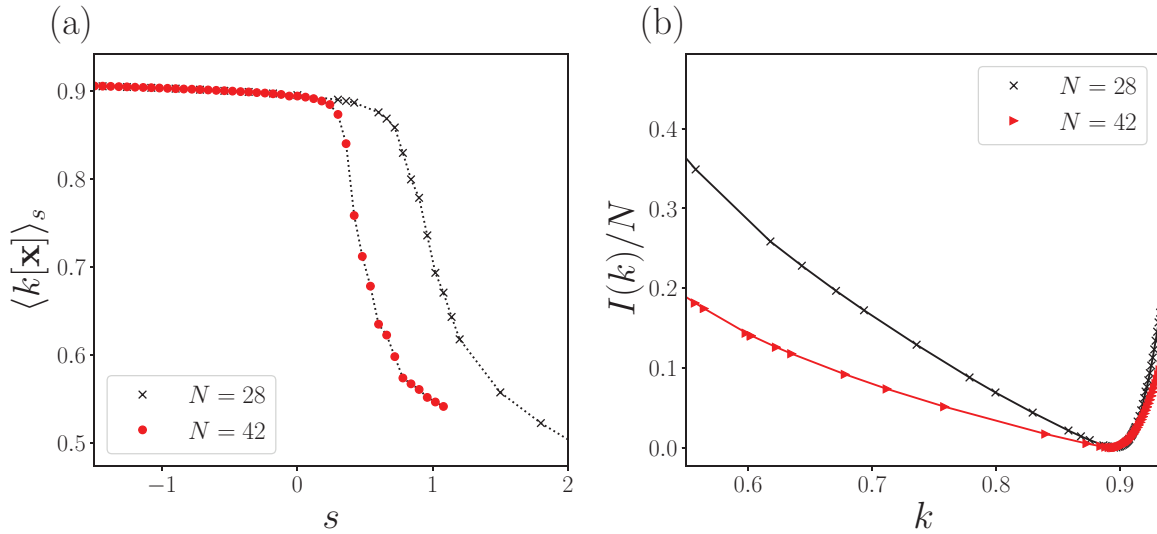 (a)
0.9
0.8
0.7
0.6
0.5
⟨k[𝐱]⟩ₛ
N = 28
N = 42
−1
0
1
2
s
(b)
0.4
0.3
0.2
0.1
0.0
I(k)/N
N = 28
N = 42
0.6
0.7
0.8
0.9
k